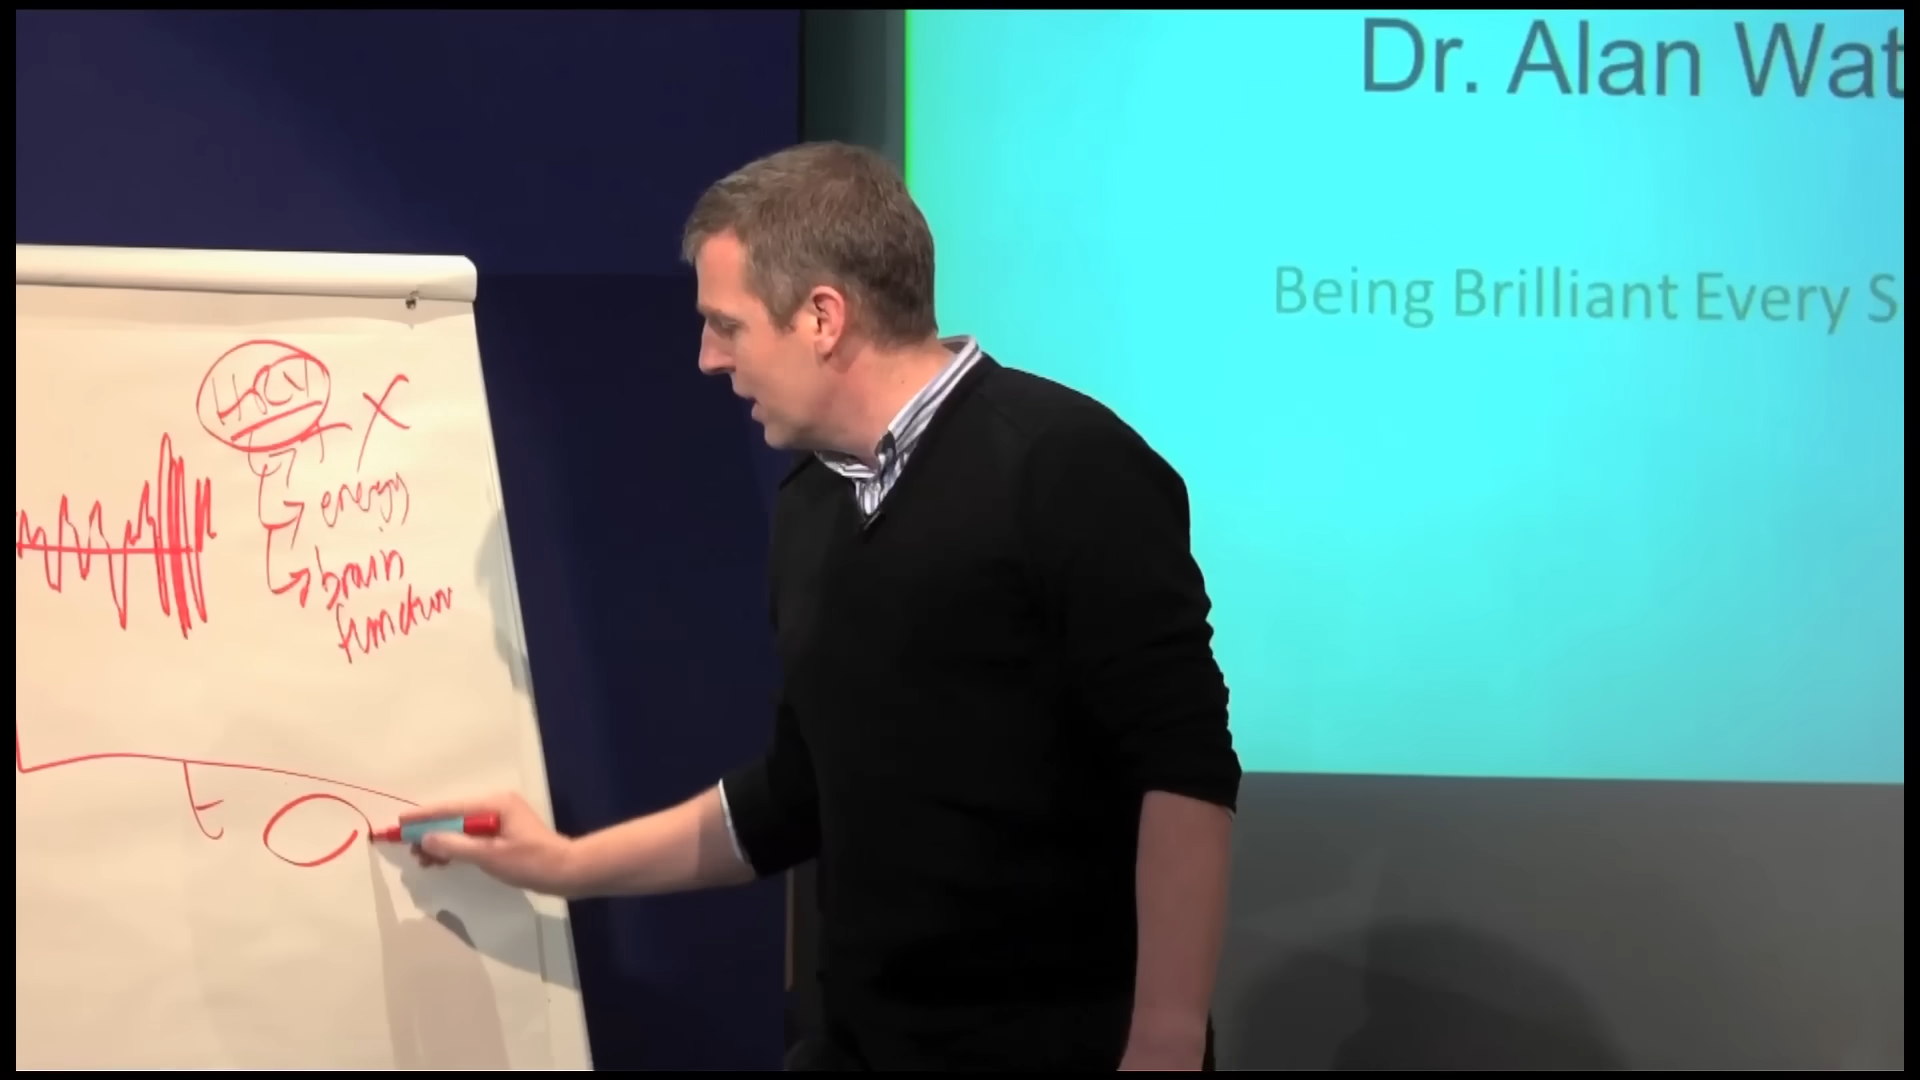 Dr. Alan Wat
Being Brilliant Every S
HRV
X
energy
brain
function
t